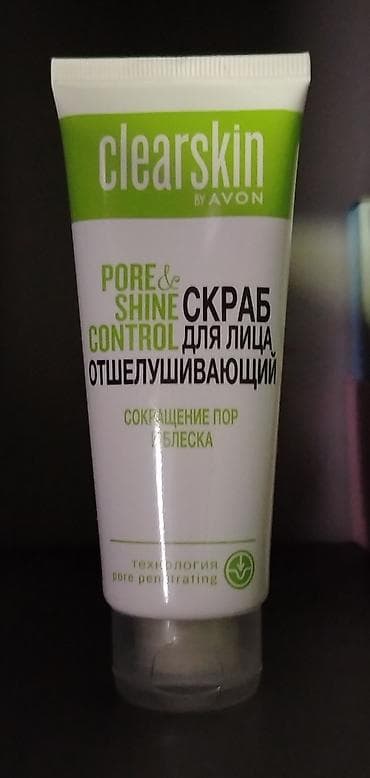 clearskin
BY AVON
PORE & SHINE CONTROL
СКРАБ
ДЛЯ ЛИЦА
ОТШЕЛУШИВАЮЩИЙ
СОКРАЩЕНИЕ ПОР
И БЛЕСКА
технология
pore penetrating